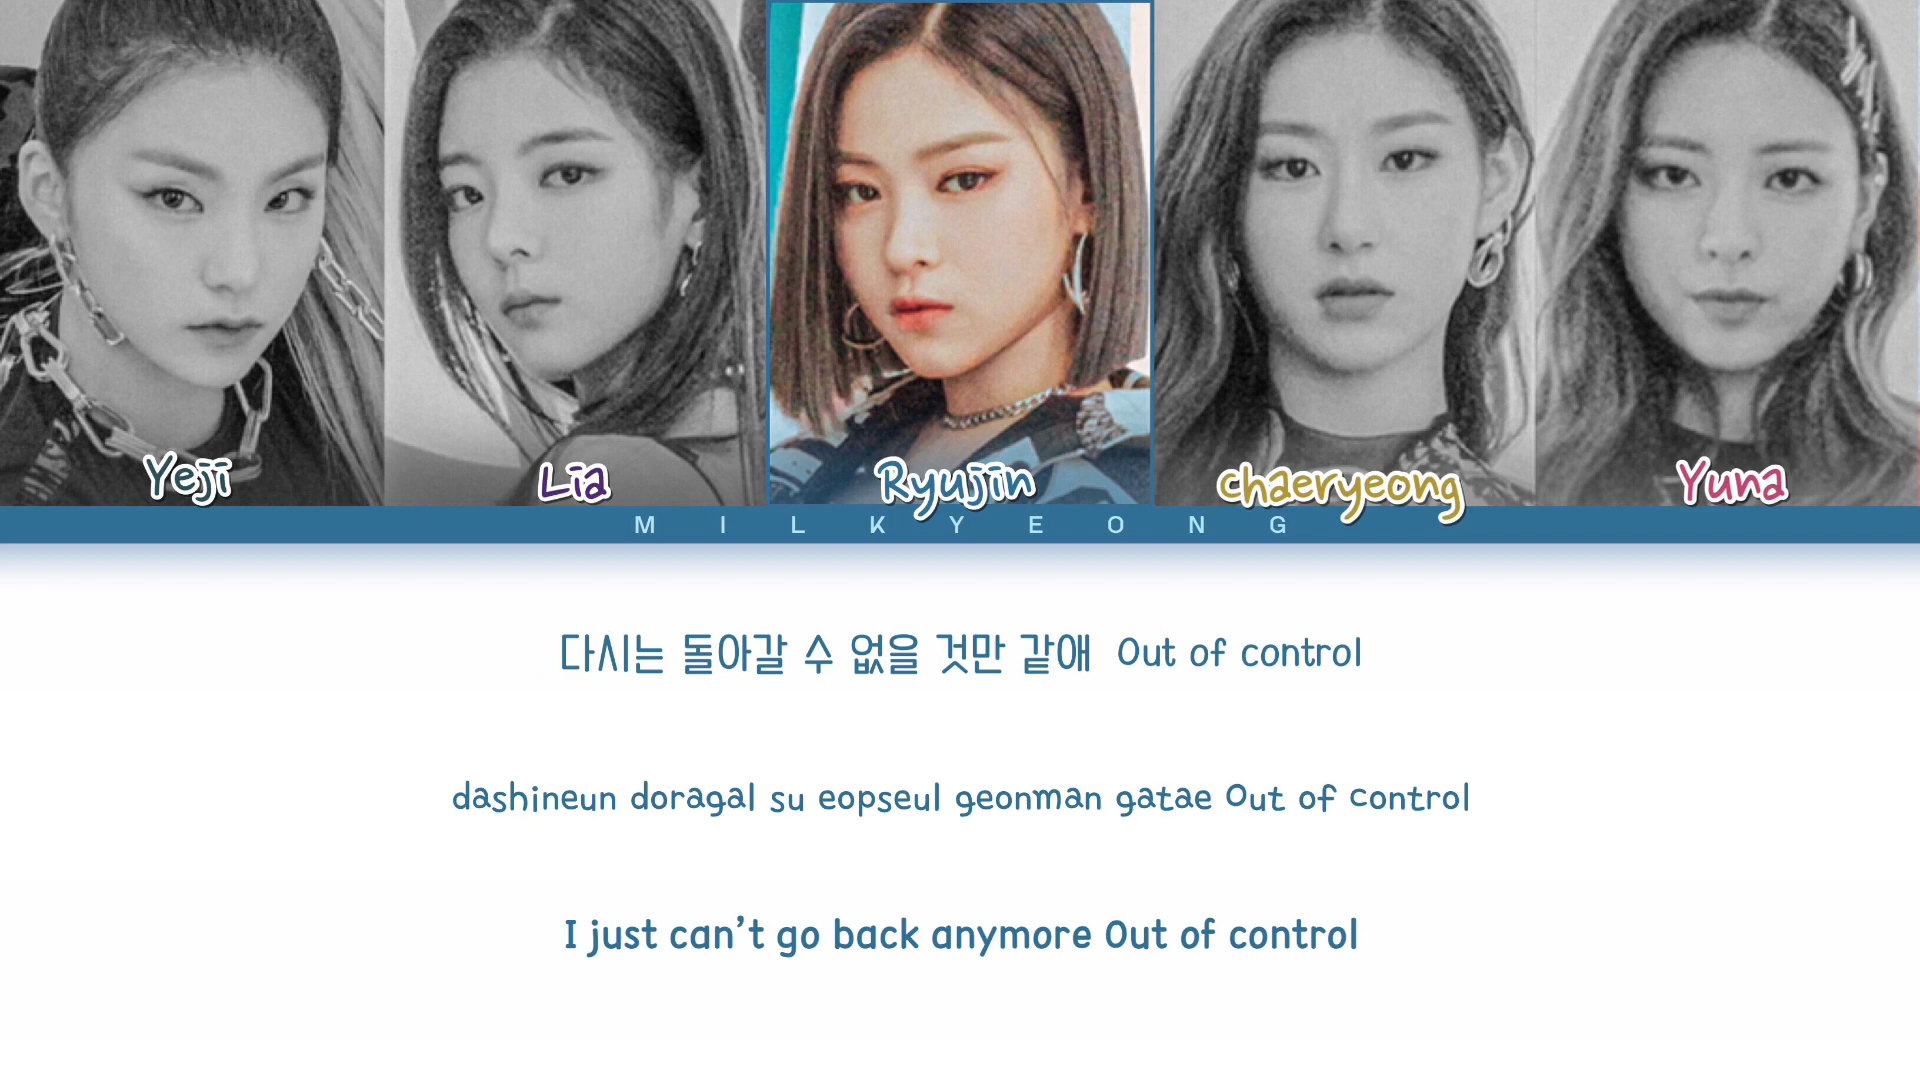 Yeji
Lia
Ryujin
chaeryeong
Yuna
MILKYEONG
다시는 돌아갈 수 없을 것만 같애 Out of control
dashineun doragal su eopseul geonman gatae Out of control
I just can't go back anymore Out of control